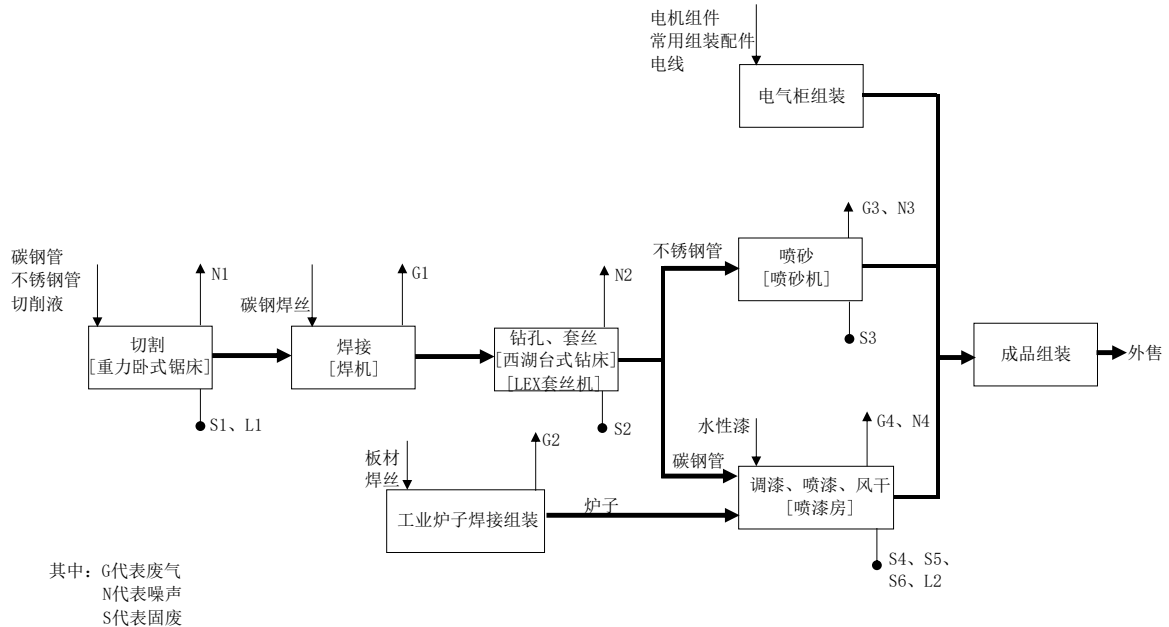 电机组件
常用组装配件
电线
电气柜组装
G3、N3
不锈钢管
喷砂
[喷砂机]
S3
碳钢管
不锈钢管
切削液
N1
切割
[重力卧式锯床]
S1、L1
碳钢焊丝
G1
焊接
[焊机]
N2
钻孔、套丝
[西湖台式钻床]
[LEX套丝机]
S2
成品组装
外售
水性漆
G4、N4
碳钢管
调漆、喷漆、风干
[喷漆房]
S4、S5、
S6、L2
板材
焊丝
G2
工业炉子焊接组装
炉子
其中：G代表废气
N代表噪声
S代表固废